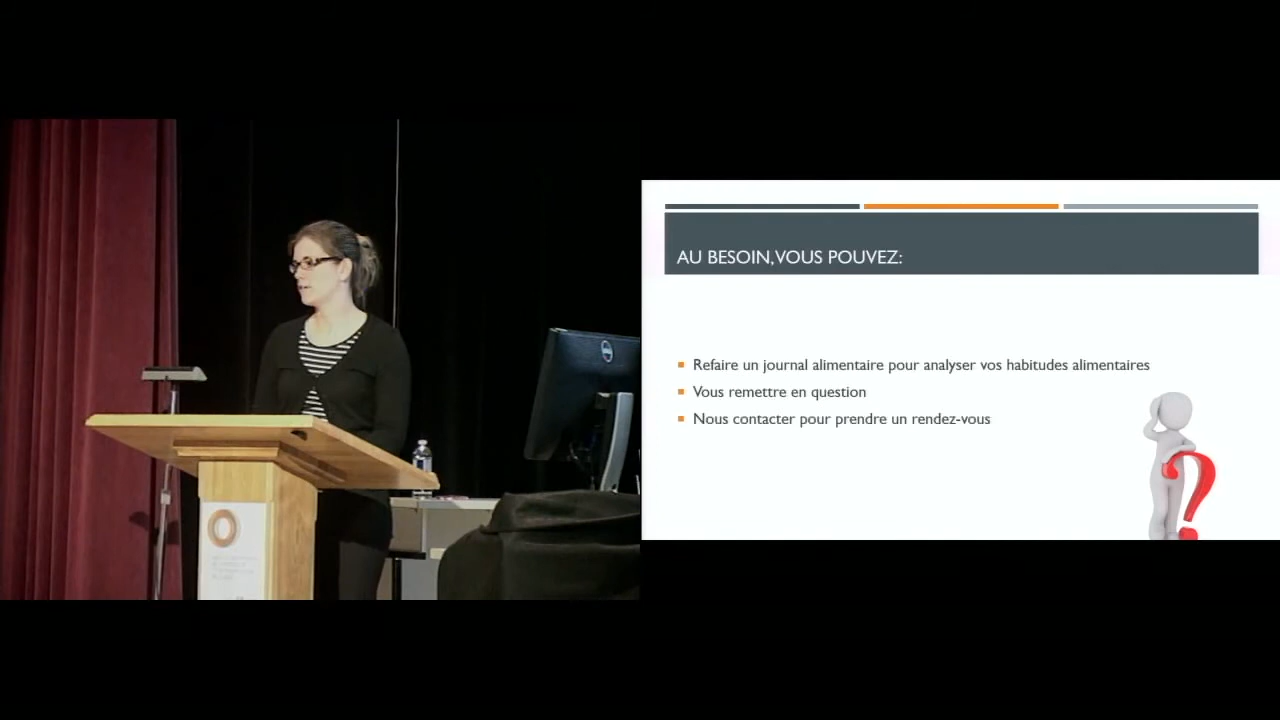 AU BESOIN, VOUS POUVEZ:
Refaire un journal alimentaire pour analyser vos habitudes alimentaires
Vous remettre en question
Nous contacter pour prendre un rendez-vous